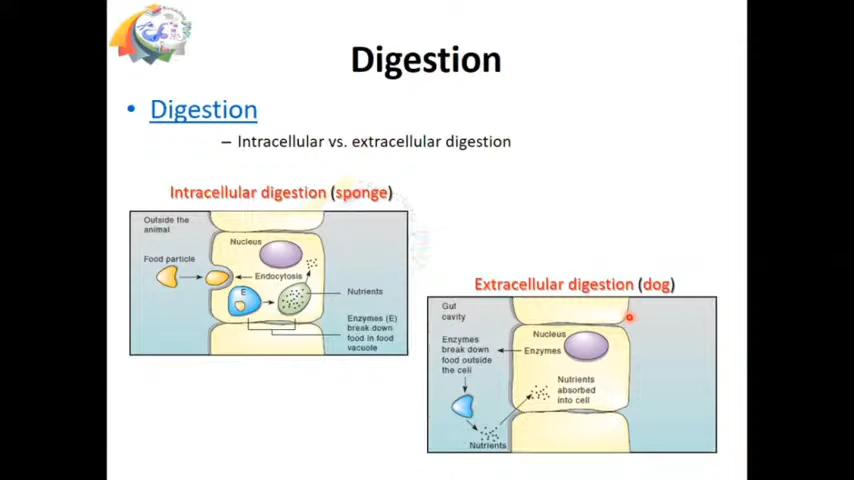 Digestion
• Digestion
– Intracellular vs. extracellular digestion
Intracellular digestion (sponge)
Outside the
animal
Nucleus
Food particle
Endocytosis
E
Nutrients
Enzymes (E)
break down
food in food
vacuole
Extracellular digestion (dog)
Gut
cavity
Nucleus
Enzymes
break down
food outside
the cell
Enzymes
Nutrients
absorbed
into cell
Nutrients